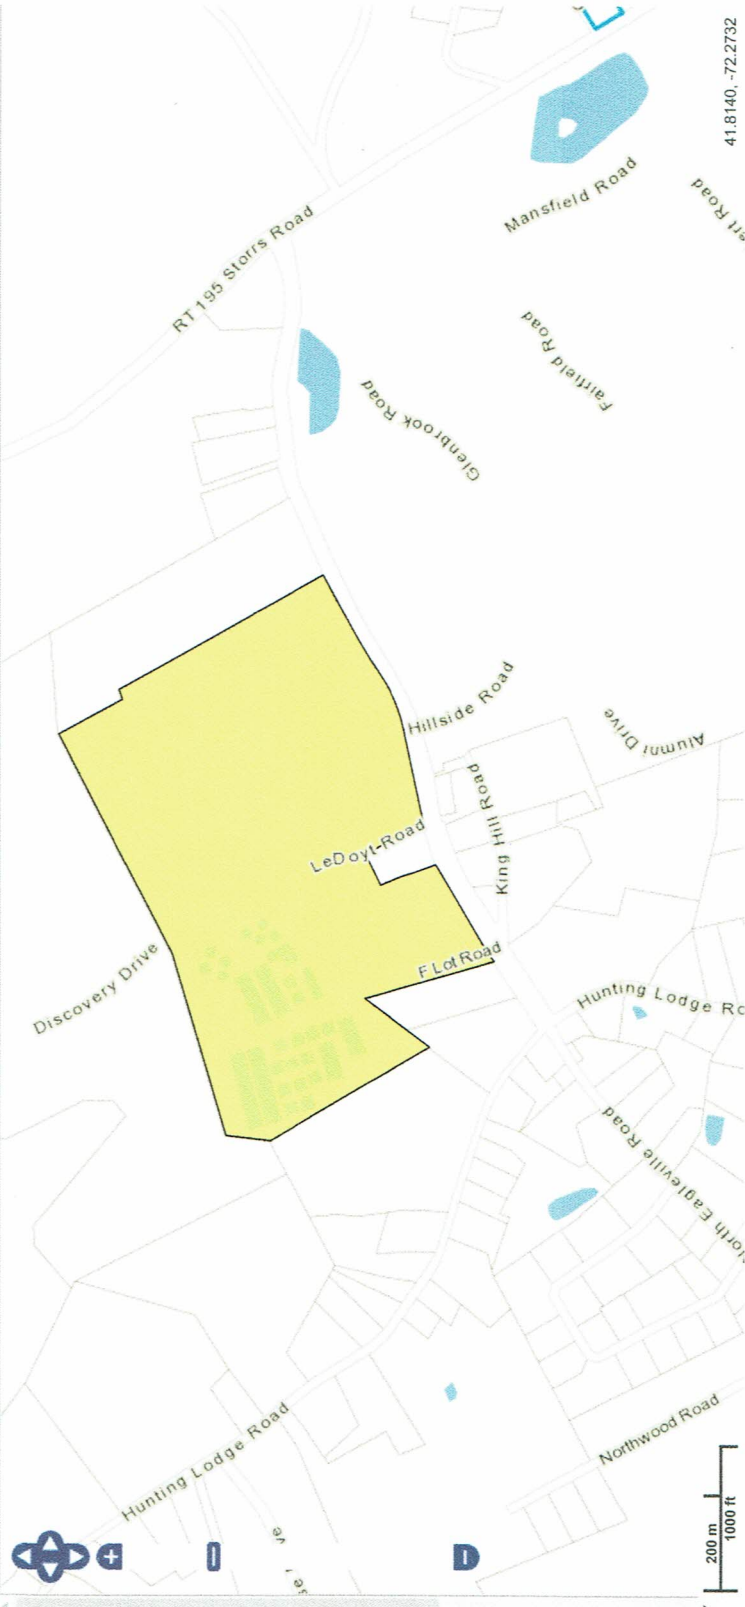 41.8140, -72.2732
RT 195 Storrs Road
Mansfield Road
Road
Fairfield Road
Glenbrook Road
Hillside Road
Alumni Drive
LeDoyt Road
King Hill Road
Discovery Drive
F Lot Road
Hunting Lodge
North Eagleville Road
Hunting Lodge Road
Northwood Road
200 m
1000 ft